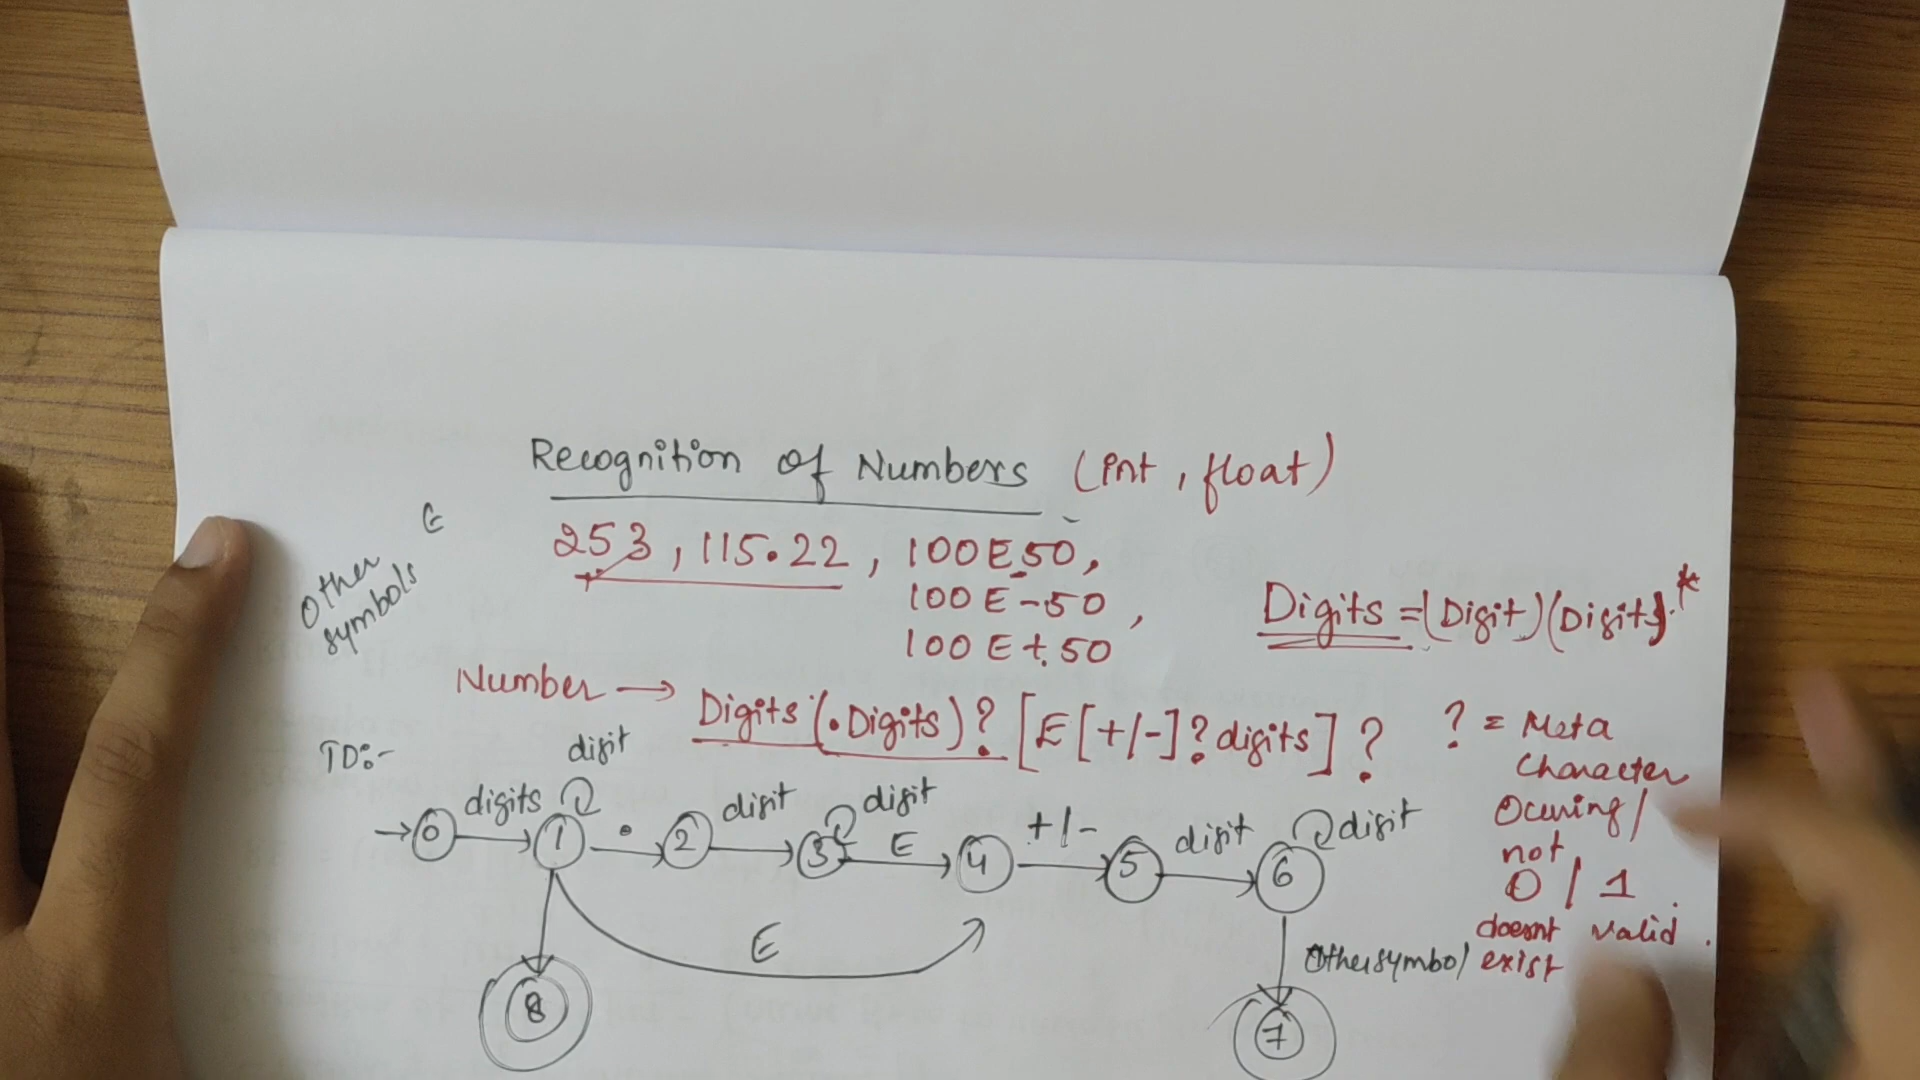 Recognition of Numbers (int, float)
253, 115.22, 100E50,
100E-50,
100E+50
E
Other
symbols
Digits = (Digit)(Digit)*
Number → Digits (.Digits)? [E[+/-]?digits]?
? = Meta
Character
Occuring/
not
0 / 1
doesnt valid.
exist
TD:-
digits digit . digit digit E +/- digit digit
0 1 2 3 4 5 6
E
Othersymbol
8 7